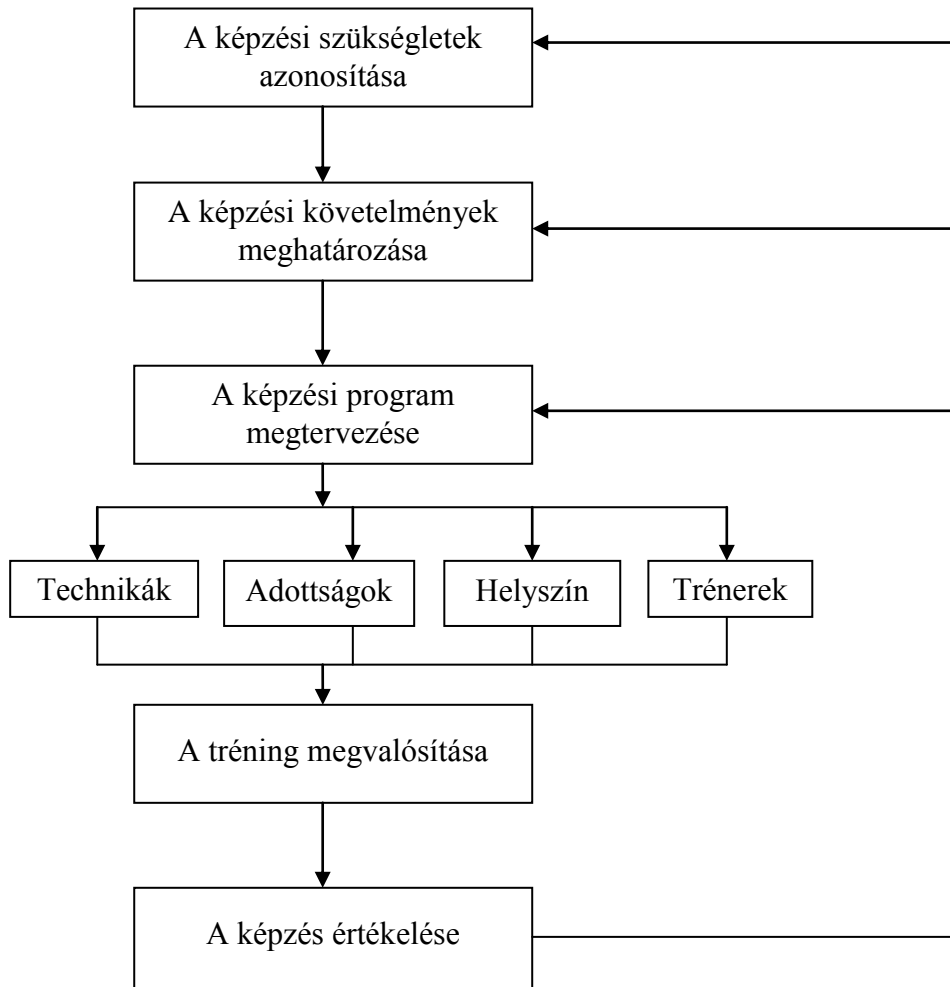 A képzési szükségletek
azonosítása
A képzési követelmények
meghatározása
A képzési program
megtervezése
Technikák
Adottságok
Helyszín
Trénerek
A tréning megvalósítása
A képzés értékelése